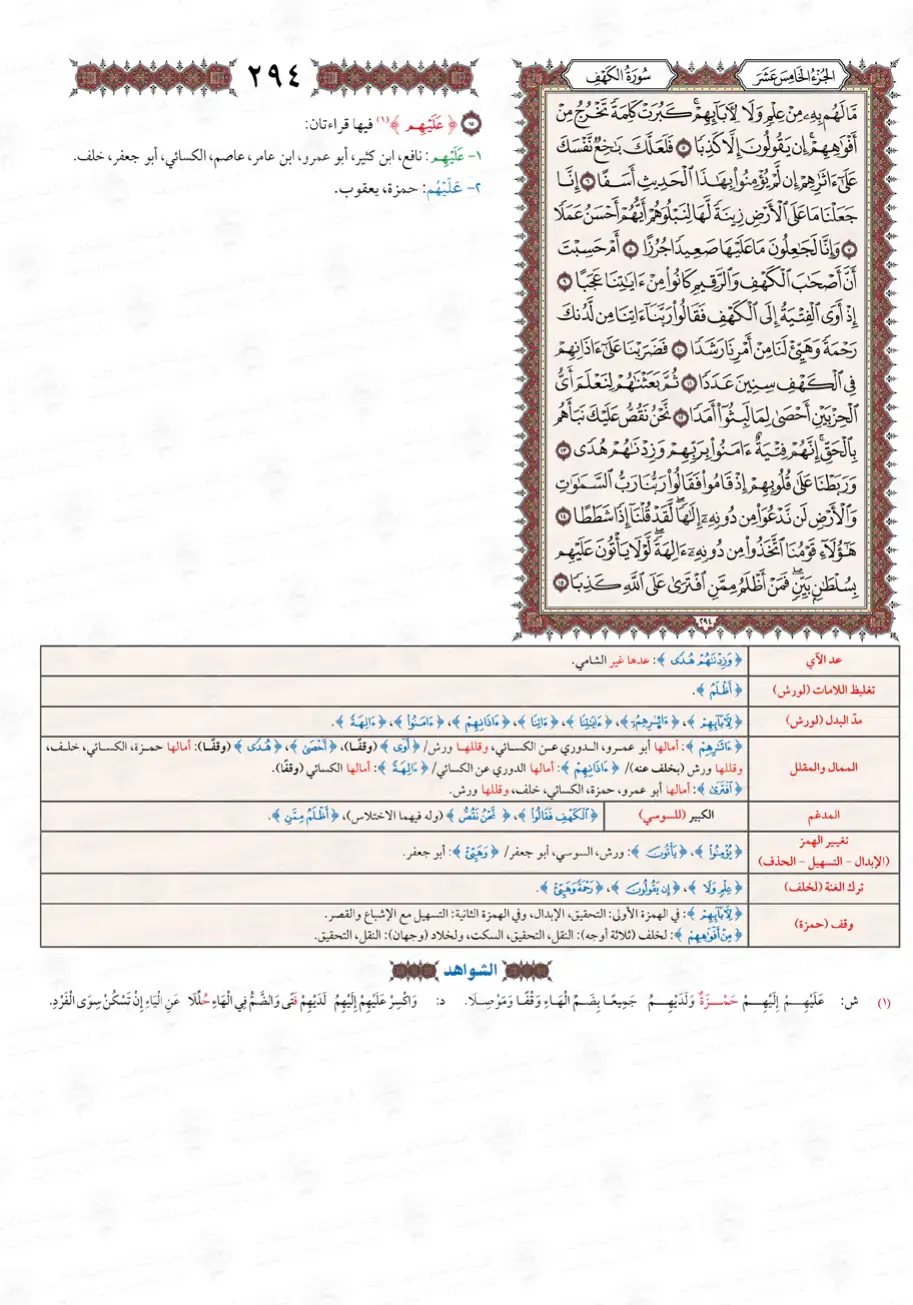 الجزء الخامس عشر
سورة الكهف
مَّا لَهُم بِهِۦ مِنْ عِلْمٍ وَلَا لِأَبَآئِهِمْ ۚ كَبُرَتْ كَلِمَةً تَخْرُجُ مِنْ
أَفْوَٰهِهِمْ ۚ إِن يَقُولُونَ إِلَّا كَذِبًا ٥ فَلَعَلَّكَ بَٰخِعٌ نَّفْسَكَ
عَلَىٰٓ ءَاثَٰرِهِمْ إِن لَّمْ يُؤْمِنُوا۟ بِهَٰذَا ٱلْحَدِيثِ أَسَفًا ٦ إِنَّا
جَعَلْنَا مَا عَلَى ٱلْأَرْضِ زِينَةً لَّهَا لِنَبْلُوَهُمْ أَيُّهُمْ أَحْسَنُ عَمَلًا
٧ وَإِنَّا لَجَٰعِلُونَ مَا عَلَيْهَا صَعِيدًا جُرُزًا ٨ أَمْ حَسِبْتَ
أَنَّ أَصْحَٰبَ ٱلْكَهْفِ وَٱلرَّقِيمِ كَانُوا۟ مِنْ ءَايَٰتِنَا عَجَبًا ٩
إِذْ أَوَى ٱلْفِتْيَةُ إِلَى ٱلْكَهْفِ فَقَالُوا۟ رَبَّنَآ ءَاتِنَا مِن لَّدُنكَ
رَحْمَةً وَهَيِّئْ لَنَا مِنْ أَمْرِنَا رَشَدًا ١٠ فَضَرَبْنَا عَلَىٰٓ ءَاذَانِهِمْ
فِى ٱلْكَهْفِ سِنِينَ عَدَدًا ١١ ثُمَّ بَعَثْنَٰهُمْ لِنَعْلَمَ أَىُّ
ٱلْحِزْبَيْنِ أَحْصَىٰ لِمَا لَبِثُوٓا۟ أَمَدًا ١٢ نَّحْنُ نَقُصُّ عَلَيْكَ نَبَأَهُم
بِٱلْحَقِّ ۚ إِنَّهُمْ فِتْيَةٌ ءَامَنُوا۟ بِرَبِّهِمْ وَزِدْنَٰهُمْ هُدًى ١٣
وَرَبَطْنَا عَلَىٰ قُلُوبِهِمْ إِذْ قَامُوا۟ فَقَالُوا۟ رَبُّنَا رَبُّ ٱلسَّمَٰوَٰتِ
وَٱلْأَرْضِ لَن نَّدْعُوَا۟ مِن دُونِهِۦٓ إِلَٰهًا ۖ لَّقَدْ قُلْنَآ إِذًا شَطَطًا ١٤
هَٰٓؤُلَآءِ قَوْمُنَا ٱتَّخَذُوا۟ مِن دُونِهِۦٓ ءَالِهَةً ۖ لَّوْلَا يَأْتُونَ عَلَيْهِم
بِسُلْطَٰنٍۭ بَيِّنٍ ۖ فَمَنْ أَظْلَمُ مِمَّنِ ٱفْتَرَىٰ عَلَى ٱللَّهِ كَذِبًا ١٥
٢٩٤
٢٩٤
١٥ ﴿ عَلَيْهِم ﴾ (١) فيها قراءتان:
١- عَلَيْهِم: نافع، ابن كثير، أبو عمرو، ابن عامر، عاصم، الكسائي، أبو جعفر، خلف.
٢- عَلَيْهُم: حمزة، يعقوب.
عد الآي ﴿ وَزِدْنَٰهُمْ هُدًى ﴾: عدها غير الشامي.
تغليظ اللامات (لورش) ﴿ أَظْلَمُ ﴾.
مدّ البدل (لورش) ﴿ لِأَبَآئِهِمْ ﴾، ﴿ ءَاثَٰرِهِمْ ﴾، ﴿ ءَايَٰتِنَا ﴾، ﴿ ءَاتِنَا ﴾، ﴿ ءَاذَانِهِمْ ﴾، ﴿ ءَامَنُوا۟ ﴾، ﴿ ءَالِهَةً ﴾.
الممال والمقلل ﴿ ءَاثَٰرِهِمْ ﴾: أمالها أبو عمرو، الدوري عن الكسائي، وقللها ورش/ ﴿ أَوَى ﴾ (وقفًا)، ﴿ أَحْصَىٰ ﴾، ﴿ هُدًى ﴾ (وقفًا): أمالها حمزة، الكسائي، خلف،
وقللها ورش (بخلف عنه)/ ﴿ ءَاذَانِهِمْ ﴾: أمالها الدوري عن الكسائي/ ﴿ ءَالِهَةً ﴾: أمالها الكسائي (وقفًا).
﴿ ٱفْتَرَىٰ ﴾: أمالها أبو عمرو، حمزة، الكسائي، خلف، وقللها ورش.
المدغم الكبير (للسوسي) ﴿ ٱلْكَهْفِ فَقَالُوا۟ ﴾، ﴿ نَّحْنُ نَقُصُّ ﴾ (وله فيهما الاختلاس)، ﴿ أَظْلَمُ مِمَّنِ ﴾.
تغيير الهمز
(الإبدال - التسهيل - الحذف) ﴿ يُؤْمِنُوا۟ ﴾، ﴿ يَأْتُونَ ﴾: ورش، السوسي، أبو جعفر/ ﴿ وَهَيِّئْ ﴾: أبو جعفر.
ترك الغنة (لخلف) ﴿ عِلْمٍ وَلَا ﴾، ﴿ إِن يَقُولُونَ ﴾، ﴿ رَحْمَةً وَهَيِّئْ ﴾.
وقف (حمزة) ﴿ لِأَبَآئِهِمْ ﴾: في الهمزة الأولى: التحقيق، الإبدال، وفي الهمزة الثانية: التسهيل مع الإشباع والقصر.
﴿ مِنْ أَفْوَٰهِهِمْ ﴾: لخلف (ثلاثة أوجه): النقل، التحقيق، السكت، ولخلاد (وجهان): النقل، التحقيق.
الشواهد
(١) ش: عَلَيْهِمْ إِلَيْهِمْ حَمْزَةٌ وَلَدَيْهِمُ جَمِيعًا بِضَمِّ الْهَاءِ وَقْفًا وَمَوْصِلَا. د: وَاكْسِرْ عَلَيْهِمْ إِلَيْهِمُ لَدَيْهِمْ فَتًى وَالضَّمُّ فِي الْهَاءِ حُلِّلَا عَنِ الْيَاءِ إِنْ تَسْكُنْ سِوَى الْفَرْدِ.